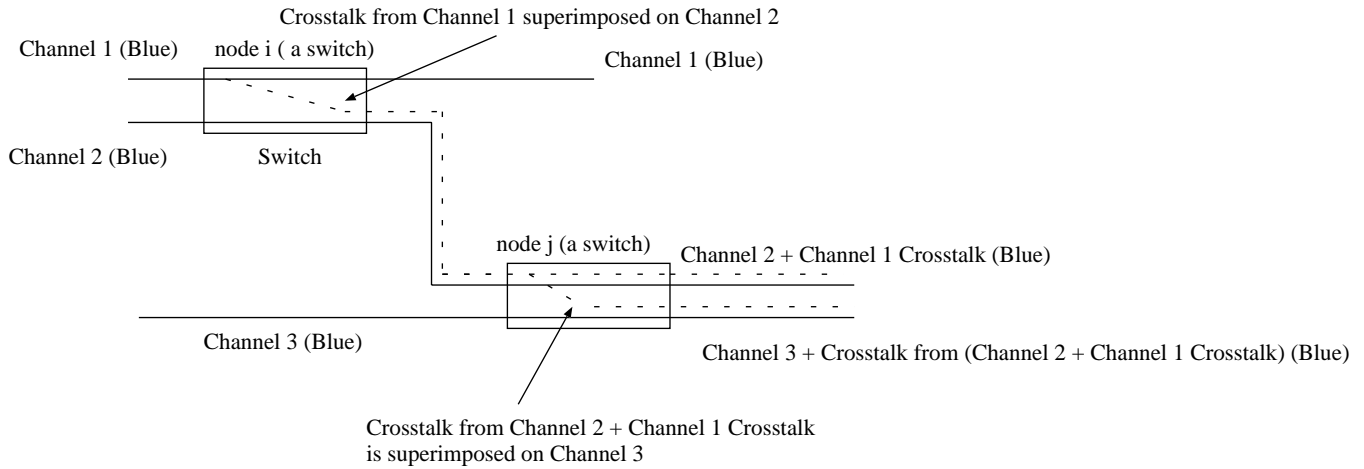 Crosstalk from Channel 1 superimposed on Channel 2
Channel 1 (Blue)
node i ( a switch)
Channel 1 (Blue)
Channel 2 (Blue)
Switch
node j (a switch)
Channel 2 + Channel 1 Crosstalk (Blue)
Channel 3 (Blue)
Channel 3 + Crosstalk from (Channel 2 + Channel 1 Crosstalk) (Blue)
Crosstalk from Channel 2 + Channel 1 Crosstalk
is superimposed on Channel 3